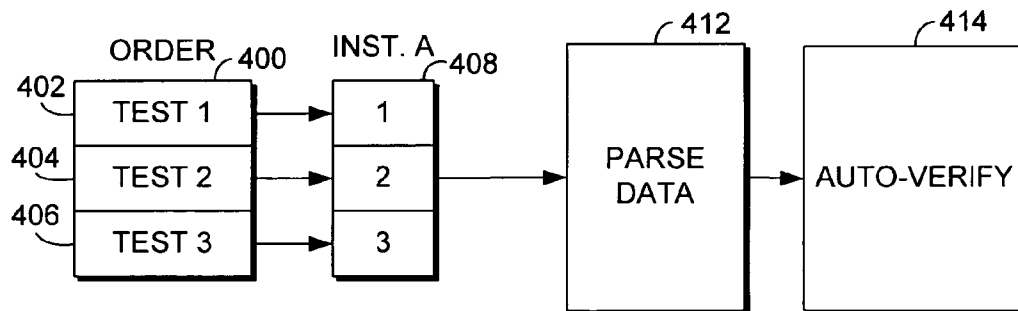 ORDER
400
INST. A
408
412
414
402
TEST 1
1
404
TEST 2
2
406
TEST 3
3
PARSE
DATA
AUTO-VERIFY